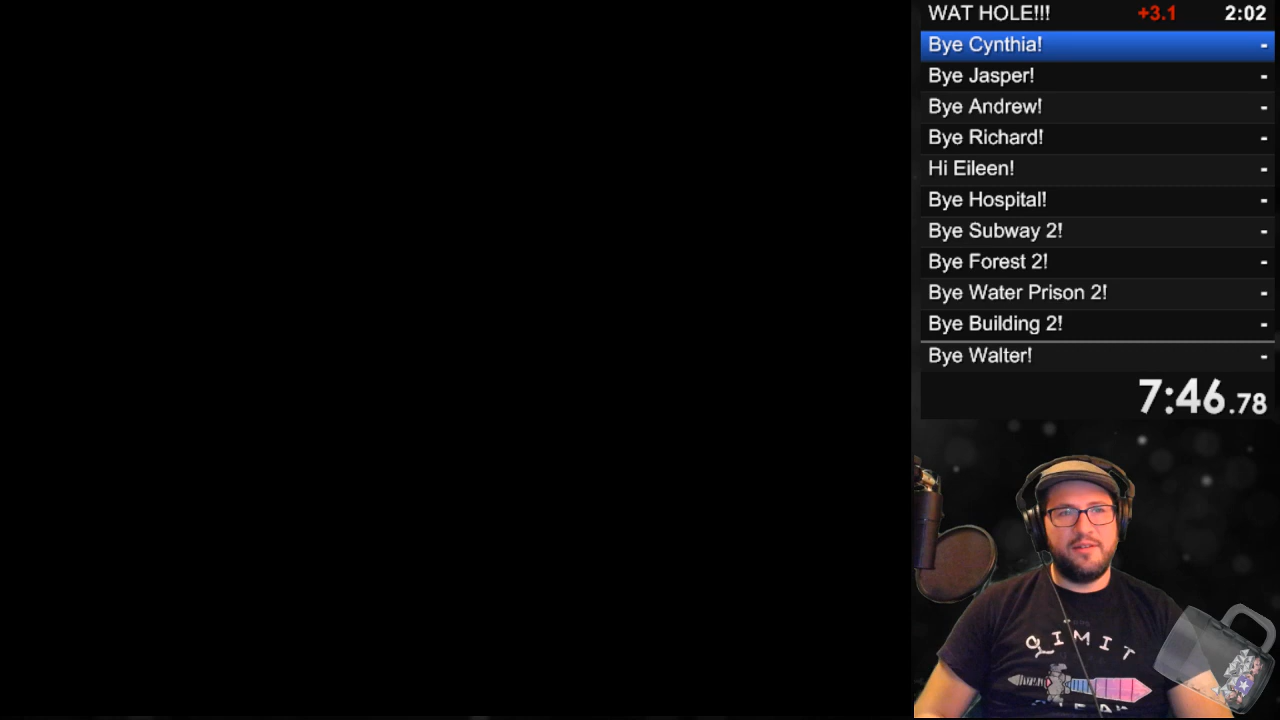 WAT HOLE!!! +3.1 2:02
Bye Cynthia! -
Bye Jasper! -
Bye Andrew! -
Bye Richard! -
Hi Eileen! -
Bye Hospital! -
Bye Subway 2! -
Bye Forest 2! -
Bye Water Prison 2! -
Bye Building 2! -
Bye Walter! -
7:46.78
LIMIT